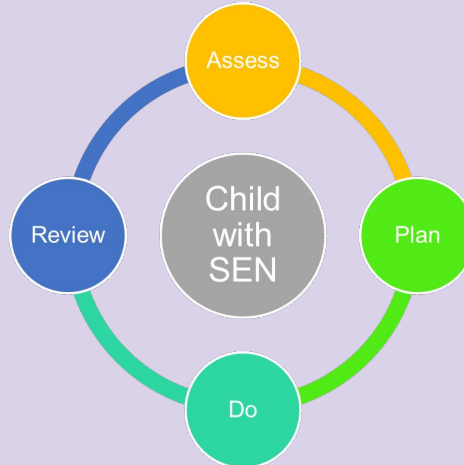 Assess
Child
with
SEN
Review
Plan
Do